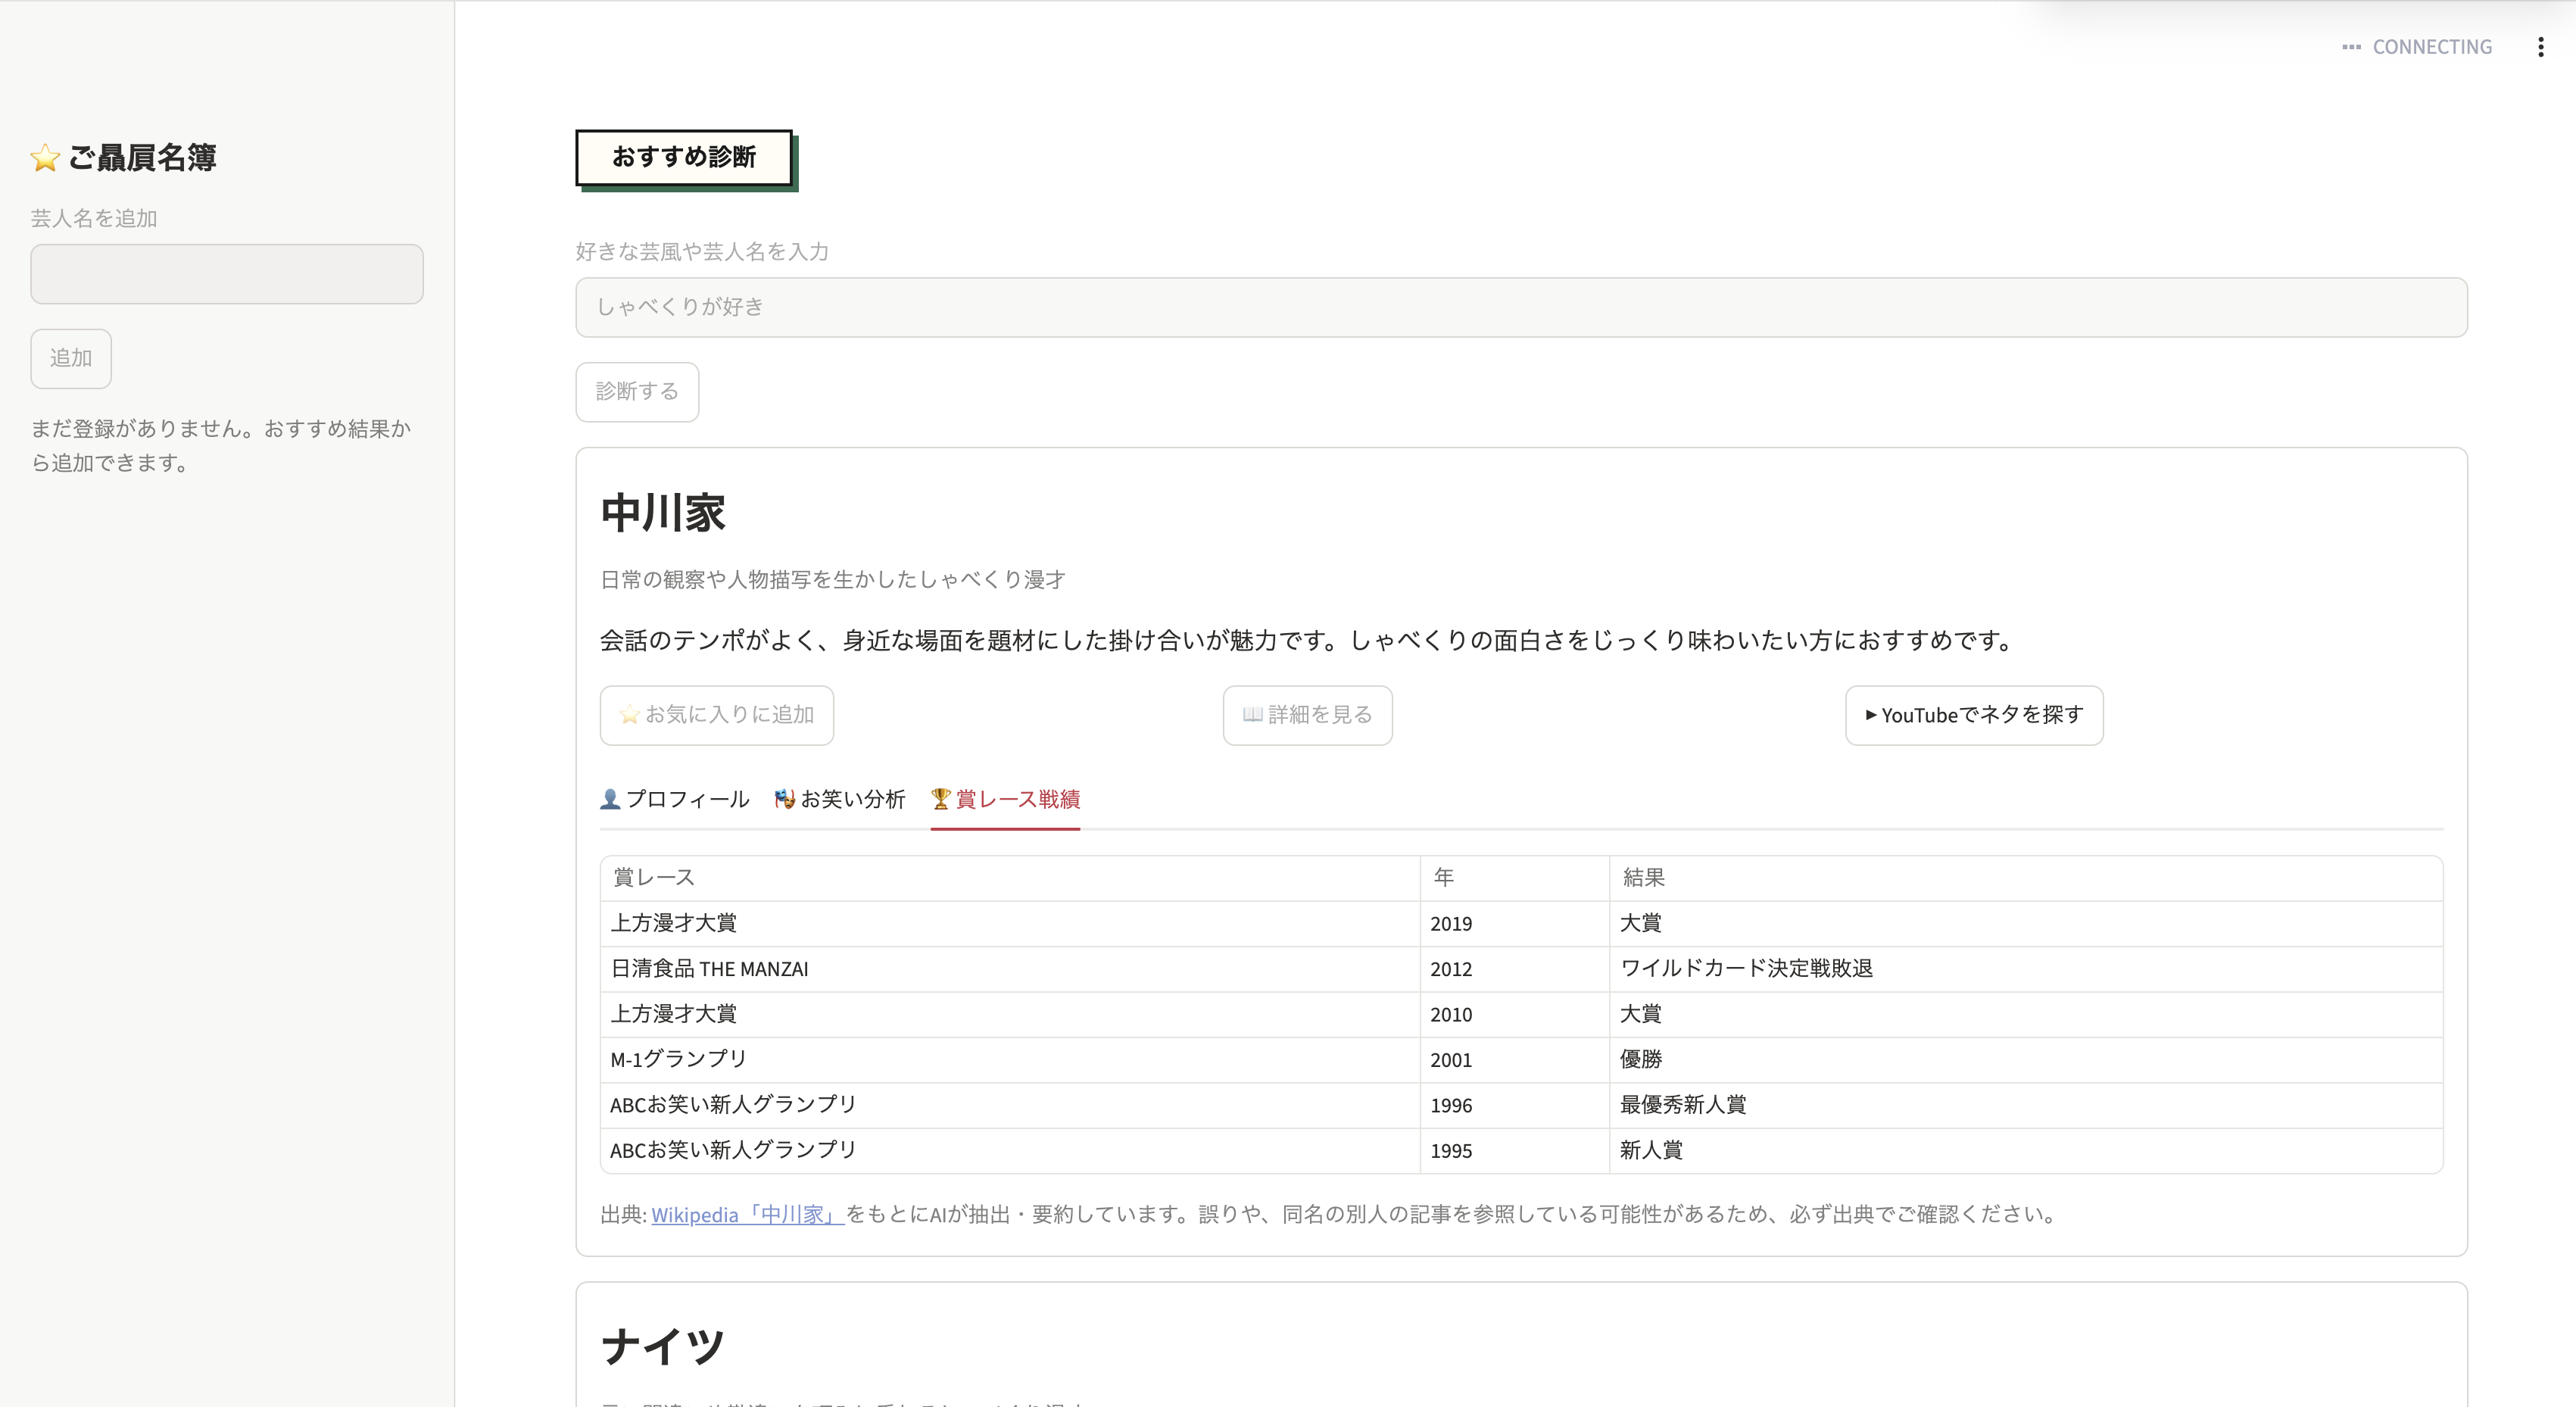 CONNECTING
ご贔屓名簿
芸人名を追加
追加
まだ登録がありません。おすすめ結果か
ら追加できます。
おすすめ診断
好きな芸風や芸人名を入力
しゃべくりが好き
診断する
中川家
日常の観察や人物描写を生かしたしゃべくり漫才
会話のテンポがよく、身近な場面を題材にした掛け合いが魅力です。しゃべくりの面白さをじっくり味わいたい方におすすめです。
お気に入りに追加 詳細を見る ▶YouTubeでネタを探す
プロフィール お笑い分析 賞レース戦績
賞レース 年 結果
上方漫才大賞 2019 大賞
日清食品 THE MANZAI 2012 ワイルドカード決定戦敗退
上方漫才大賞 2010 大賞
M-1グランプリ 2001 優勝
ABCお笑い新人グランプリ 1996 最優秀新人賞
ABCお笑い新人グランプリ 1995 新人賞
出典: Wikipedia「中川家」をもとにAIが抽出・要約しています。誤りや、同名の別人の記事を参照している可能性があるため、必ず出典でご確認ください。
ナイツ